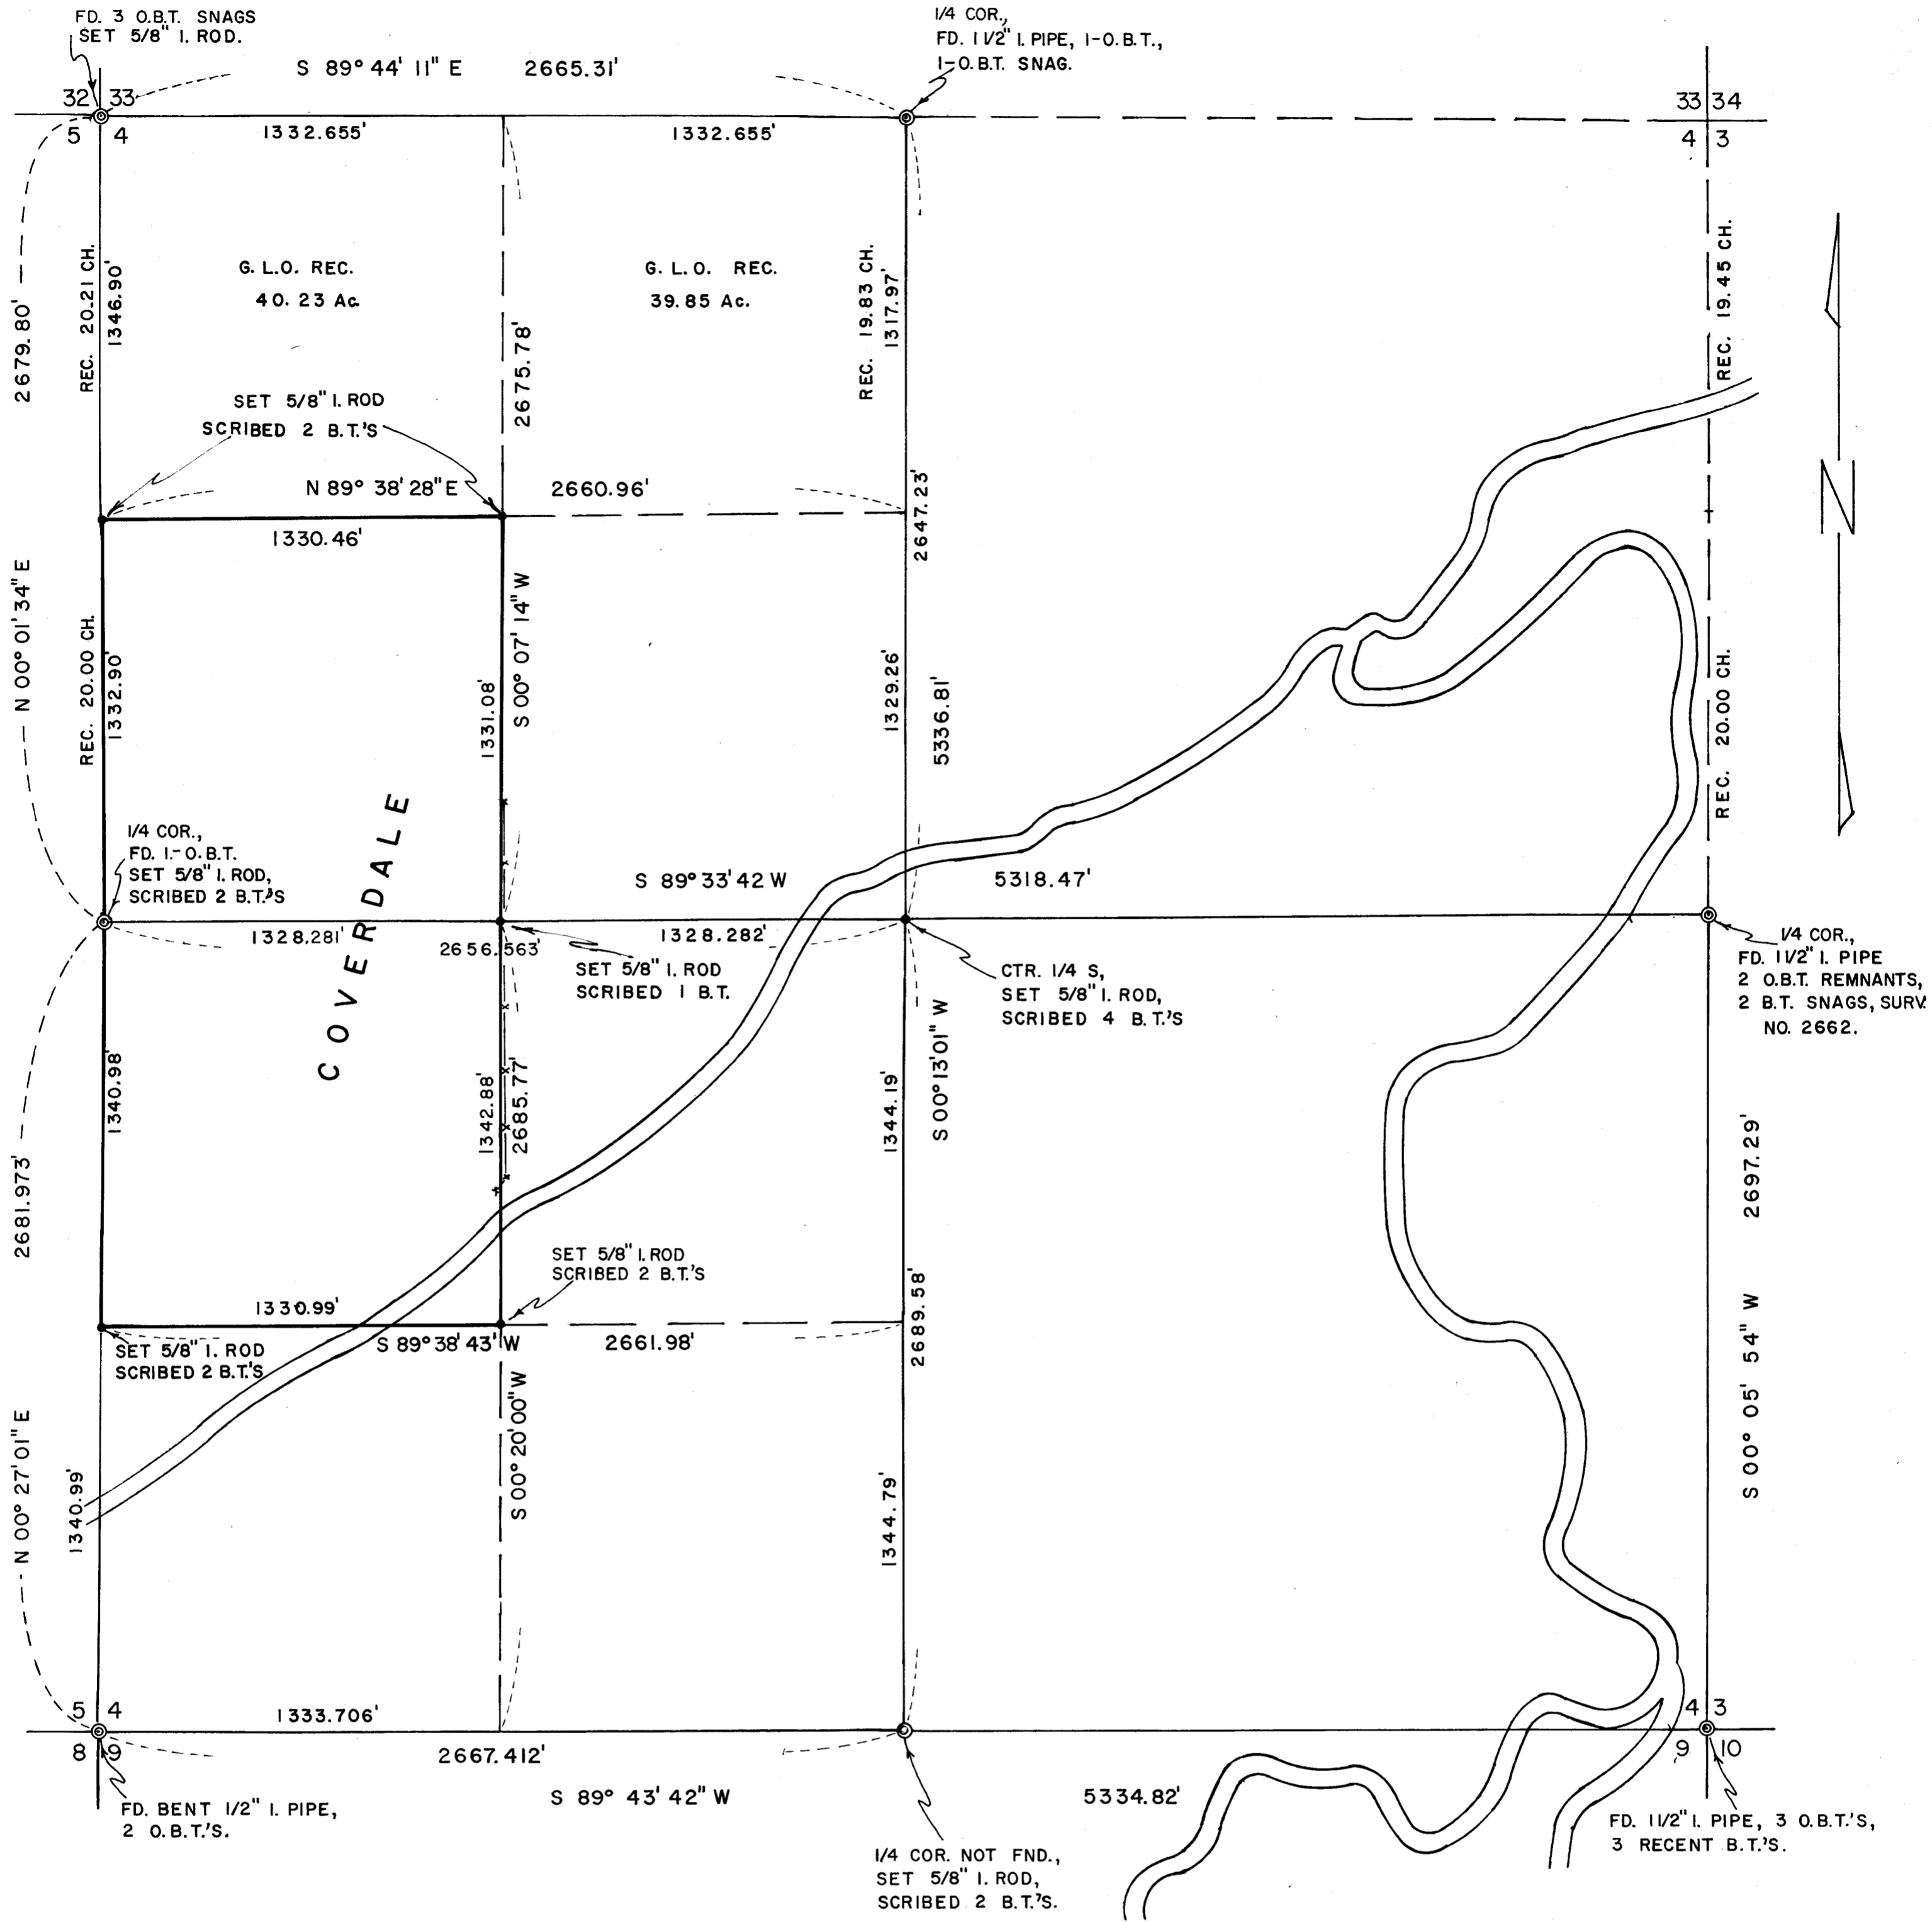 FD. 3 O.B.T. SNAGS
SET 5/8" I. ROD.
1/4 COR.,
FD. 1 1/2" I. PIPE, 1-O.B.T.,
1-O.B.T. SNAG.
S 89° 44' 11" E 2665.31'
32 33
5 4
33 34
4 3
1332.655'
1332.655'
2679.80'
REC. 20.21 CH.
1346.90'
G. L. O. REC.
40.23 Ac.
G. L. O. REC.
39.85 Ac.
REC. 19.83 CH.
1317.97'
REC. 19.45 CH.
2675.78'
SET 5/8" I. ROD
SCRIBED 2 B.T.'S
N 89° 38' 28" E 2660.96'
1330.46'
2647.23'
N
N 00° 01' 34" E
REC. 20.00 CH.
1332.90'
1331.08'
S 00° 07' 14" W
1329.26'
5336.81'
REC. 20.00 CH.
COVERDALE
1/4 COR.,
FD. 1.-O.B.T.
SET 5/8" I. ROD,
SCRIBED 2 B.T.'S
S 89° 33' 42 W 5318.47'
1328.281'
2656.563'
1328.282'
SET 5/8" I. ROD
SCRIBED 1 B.T.
CTR. 1/4 S,
SET 5/8" I. ROD,
SCRIBED 4 B.T.'S
1/4 COR.,
FD. 1 1/2" I. PIPE
2 O.B.T. REMNANTS,
2 B.T. SNAGS, SURV.
NO. 2662.
2681.973'
1340.98'
1342.88'
2685.77'
1344.19'
S 00° 13' 01" W
2697.29'
SET 5/8" I. ROD
SCRIBED 2 B.T.'S
1330.99'
S 89° 38' 43" W 2661.98'
SET 5/8" I. ROD
SCRIBED 2 B.T.'S
2689.58'
S 00° 05' 54" W
N 00° 27' 01" E
1340.99'
S 00° 20' 00" W
1344.79'
5 4
8 9
1333.706'
2667.412'
S 89° 43' 42" W 5334.82'
4 3
9 10
FD. BENT 1/2" I. PIPE,
2 O.B.T.'S.
1/4 COR. NOT FND.,
SET 5/8" I. ROD,
SCRIBED 2 B.T.'S.
FD. 1 1/2" I. PIPE, 3 O.B.T.'S,
3 RECENT B.T.'S.